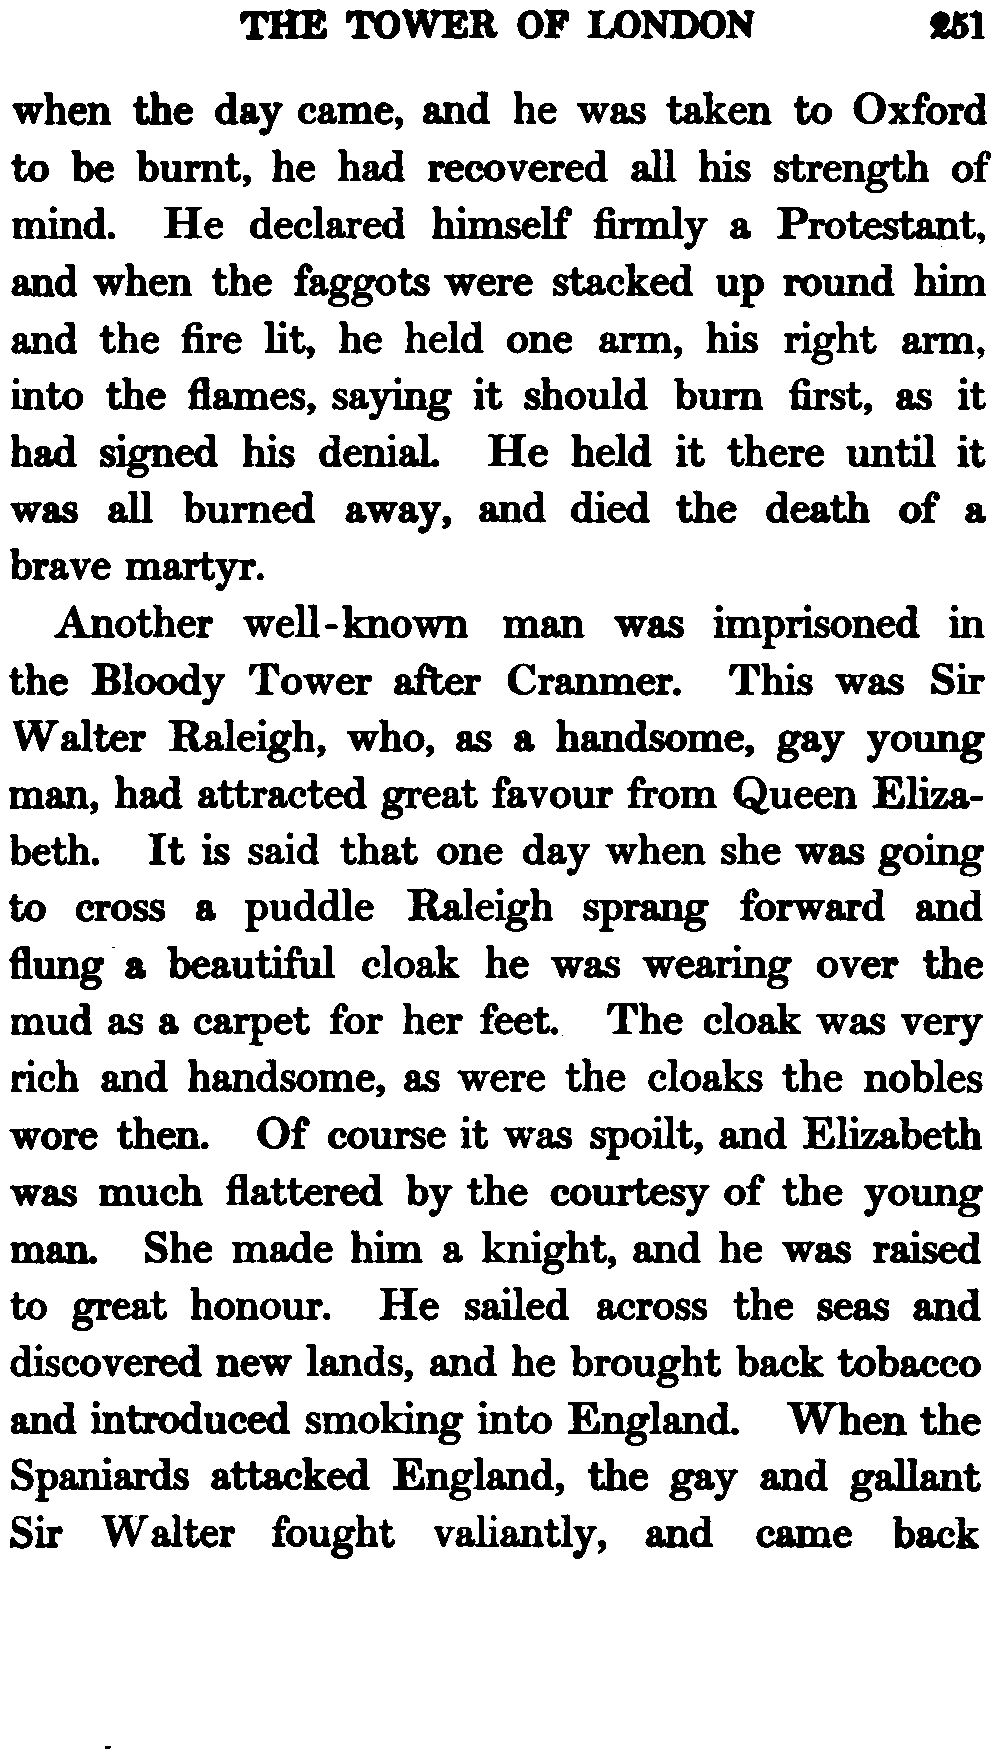 THE TOWER OF LONDON 251
when the day came, and he was taken to Oxford
to be burnt, he had recovered all his strength of
mind. He declared himself firmly a Protestant,
and when the faggots were stacked up round him
and the fire lit, he held one arm, his right arm,
into the flames, saying it should burn first, as it
had signed his denial. He held it there until it
was all burned away, and died the death of a
brave martyr.
Another well-known man was imprisoned in
the Bloody Tower after Cranmer. This was Sir
Walter Raleigh, who, as a handsome, gay young
man, had attracted great favour from Queen Eliza-
beth. It is said that one day when she was going
to cross a puddle Raleigh sprang forward and
flung a beautiful cloak he was wearing over the
mud as a carpet for her feet. The cloak was very
rich and handsome, as were the cloaks the nobles
wore then. Of course it was spoilt, and Elizabeth
was much flattered by the courtesy of the young
man. She made him a knight, and he was raised
to great honour. He sailed across the seas and
discovered new lands, and he brought back tobacco
and introduced smoking into England. When the
Spaniards attacked England, the gay and gallant
Sir Walter fought valiantly, and came back